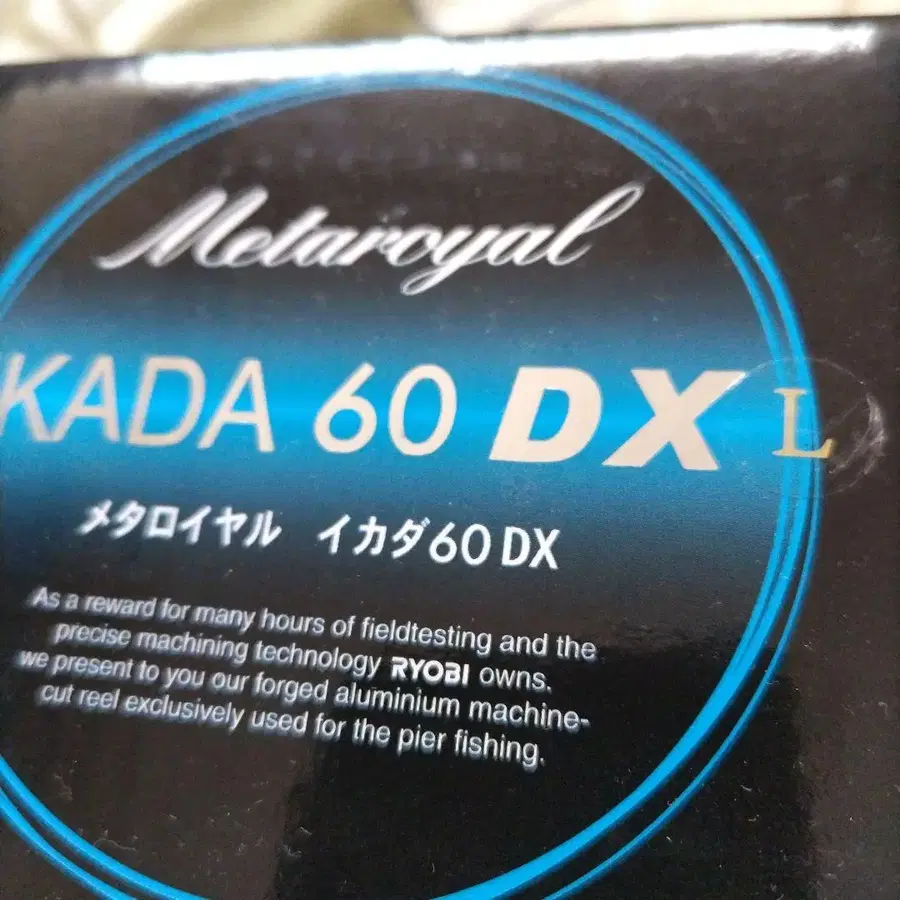 Metaroyal
KADA 60 DX L
メタロイヤル イカダ60DX
As a reward for many hours of fieldtesting and the
precise machining technology RYOBI owns.
we present to you our forged aluminium machine-
cut reel exclusively used for the pier fishing.